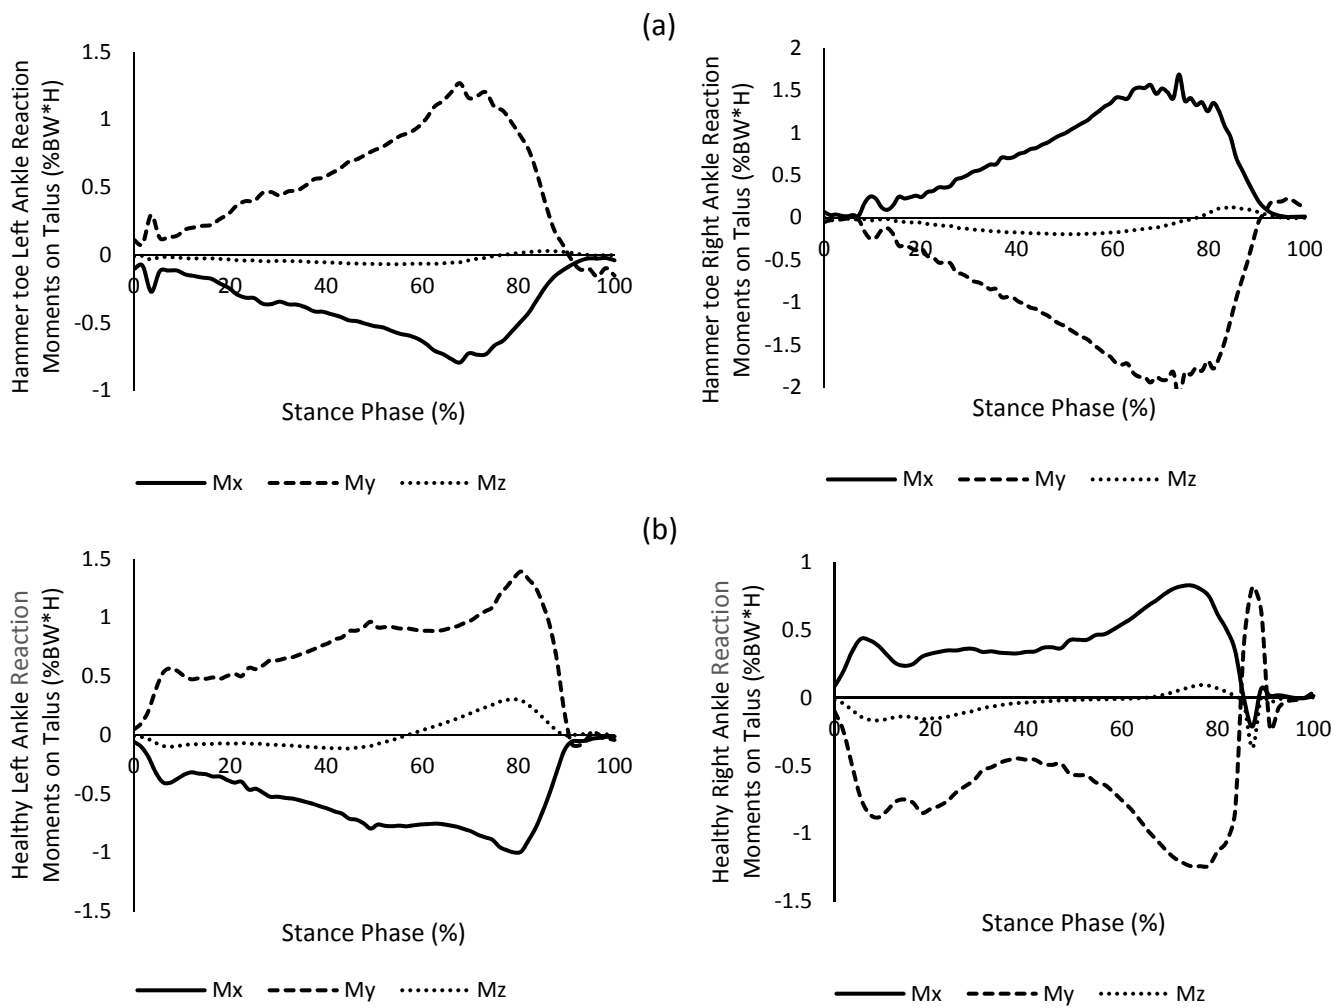 (a)
Hammer toe Left Ankle Reaction
Moments on Talus (%BW*H)
1.5
1
0.5
0
-0.5
-1
0 20 40 60 80 100
Stance Phase (%)
Mx My Mz
Hammer toe Right Ankle Reaction
Moments on Talus (%BW*H)
2
1.5
1
0.5
0
-0.5
-1
-1.5
-2
0 20 40 60 80 100
Stance Phase (%)
Mx My Mz
(b)
Healthy Left Ankle Reaction
Moments on Talus (%BW*H)
1.5
1
0.5
0
-0.5
-1
-1.5
0 20 40 60 80 100
Stance Phase (%)
Mx My Mz
Healthy Right Ankle Reaction
Moments on Talus (%BW*H)
1
0.5
0
-0.5
-1
-1.5
0 20 40 60 80 100
Stance Phase (%)
Mx My Mz